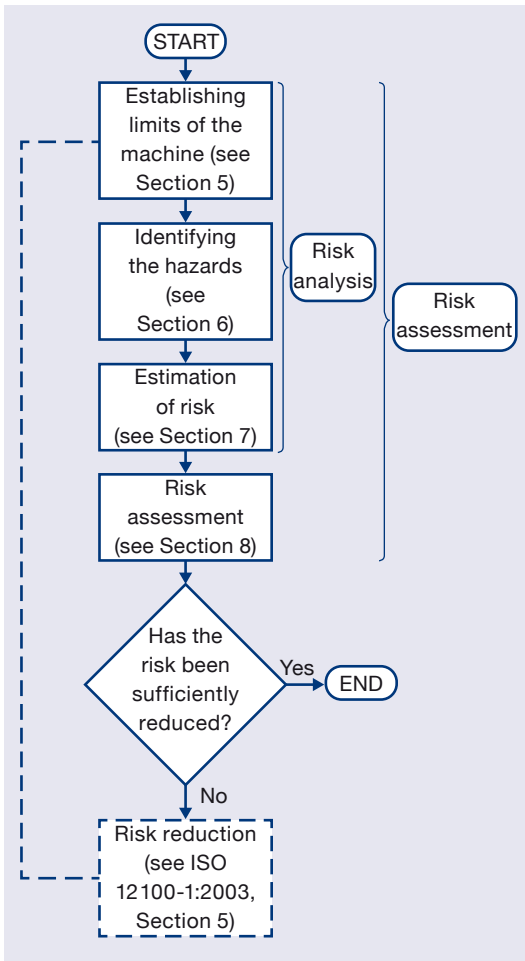 START
Establishing
limits of the
machine (see
Section 5)
Identifying
the hazards
(see
Section 6)
Risk
analysis
Risk
assessment
Estimation
of risk
(see Section 7)
Risk
assessment
(see Section 8)
Has the
risk been
sufficiently
reduced?
Yes
END
No
Risk reduction
(see ISO
12100-1:2003,
Section 5)